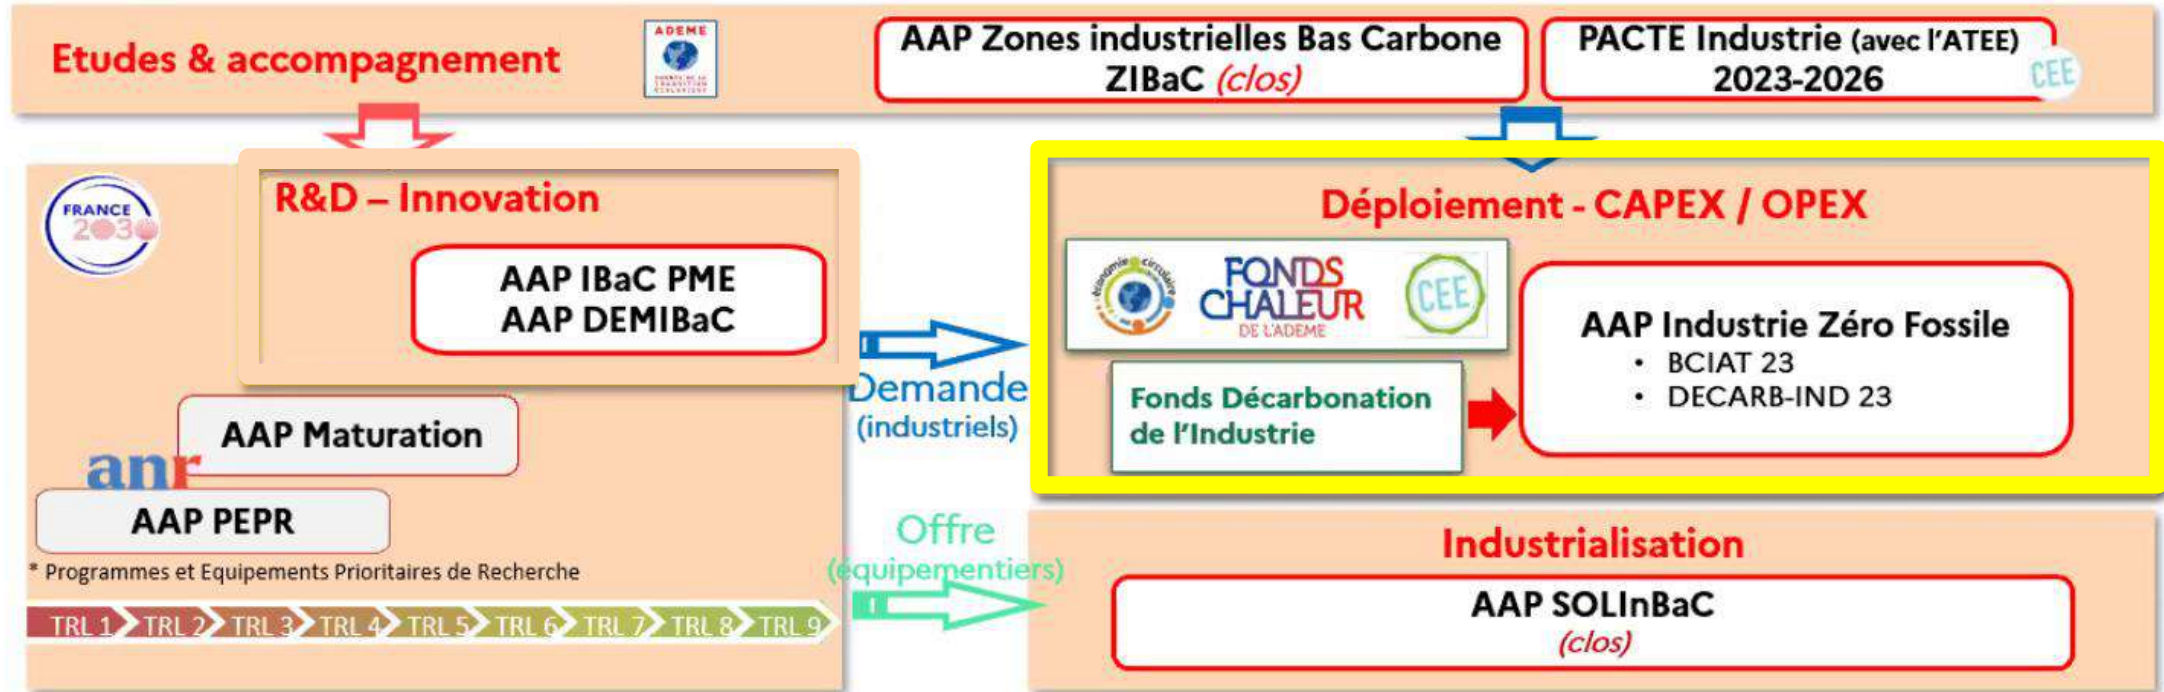 Etudes & accompagnement
ADEME
AAP Zones industrielles Bas Carbone
ZIBaC (clos)
PACTE Industrie (avec l'ATEE)
2023-2026
CEE
FRANCE
2030
R&D – Innovation
AAP IBaC PME
AAP DEMIBaC
AAP Maturation
anr
AAP PEPR
* Programmes et Equipements Prioritaires de Recherche
TRL 1
TRL 2
TRL 3
TRL 4
TRL 5
TRL 6
TRL 7
TRL 8
TRL 9
Demande
(industriels)
Offre
(équipementiers)
Déploiement - CAPEX / OPEX
économie circulaire
FONDS
CHALEUR
DE L'ADEME
CEE
Fonds Décarbonation
de l'Industrie
AAP Industrie Zéro Fossile
• BCIAT 23
• DECARB-IND 23
Industrialisation
AAP SOLInBaC
(clos)